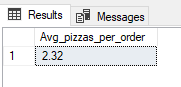 Results Messages
Avg_pizzas_per_order
1 2.32